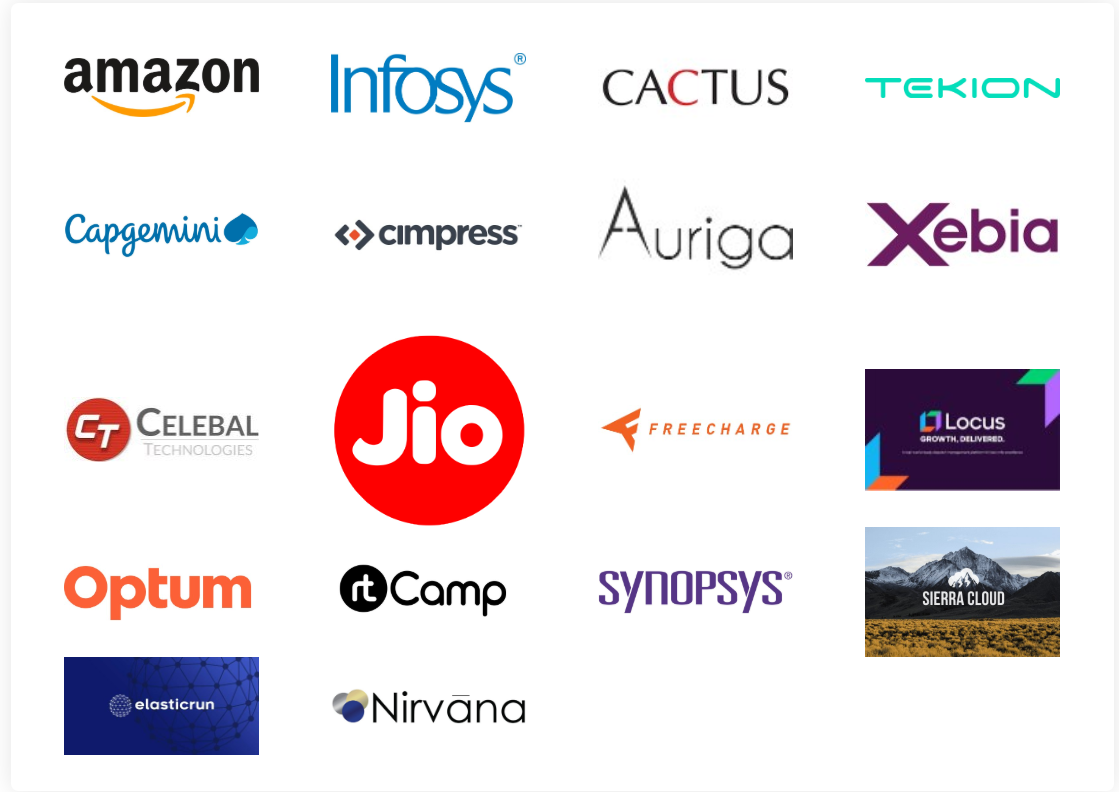 amazon
Infosys®
CACTUS
TEKION
Capgemini
cimpress™
Auriga
Xebia
CT CELEBAL
TECHNOLOGIES
Jio
FREECHARGE
Locus
GROWTH, DELIVERED.
Optum
rtCamp
SYNOPSYS®
SIERRA CLOUD
elasticrun
Nirvāna